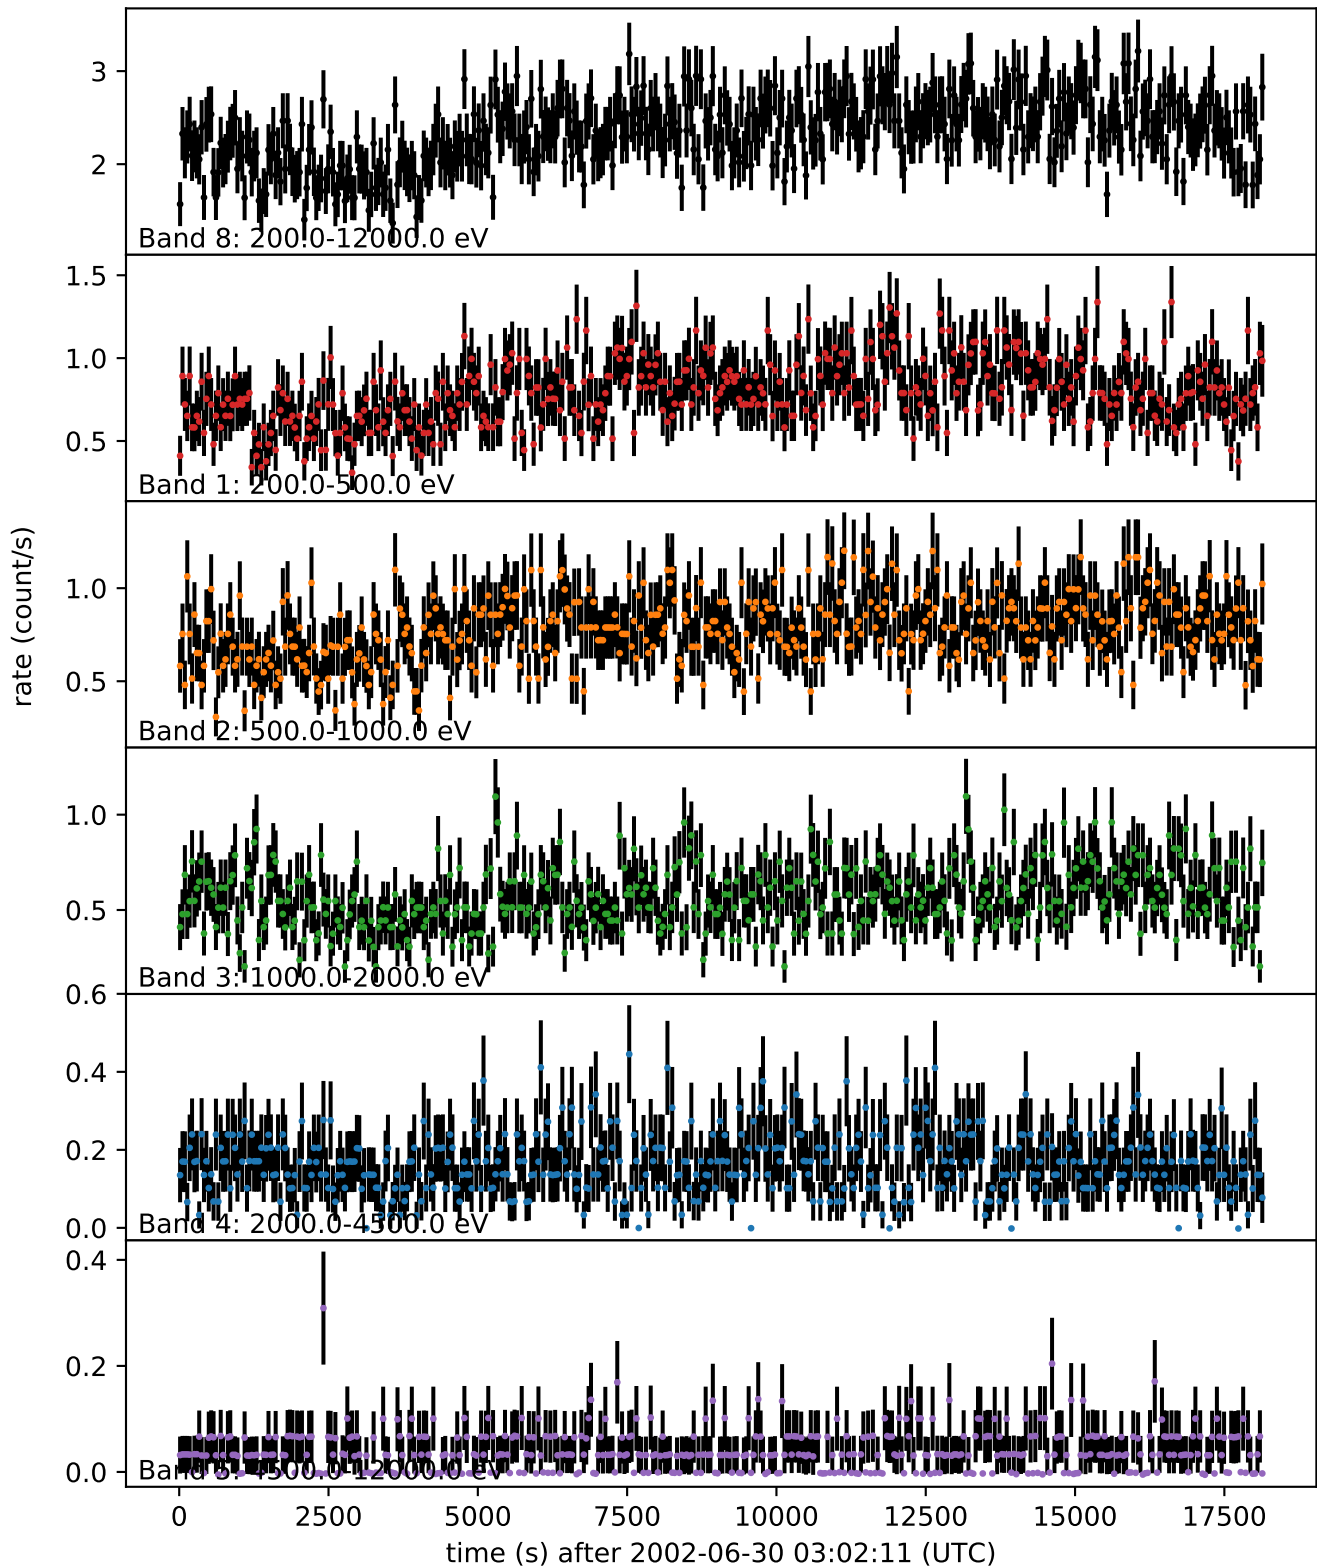 3
2
Band 8: 200.0-12000.0 eV
1.5
1.0
0.5
Band 1: 200.0-500.0 eV
rate (count/s)
1.0
0.5
Band 2: 500.0-1000.0 eV
1.0
0.5
Band 3: 1000.0-2000.0 eV
0.6
0.4
0.2
0.0
Band 4: 2000.0-4500.0 eV
0.4
0.2
0.0
Band 5: 4500.0-12000.0 eV
0 2500 5000 7500 10000 12500 15000 17500
time (s) after 2002-06-30 03:02:11 (UTC)